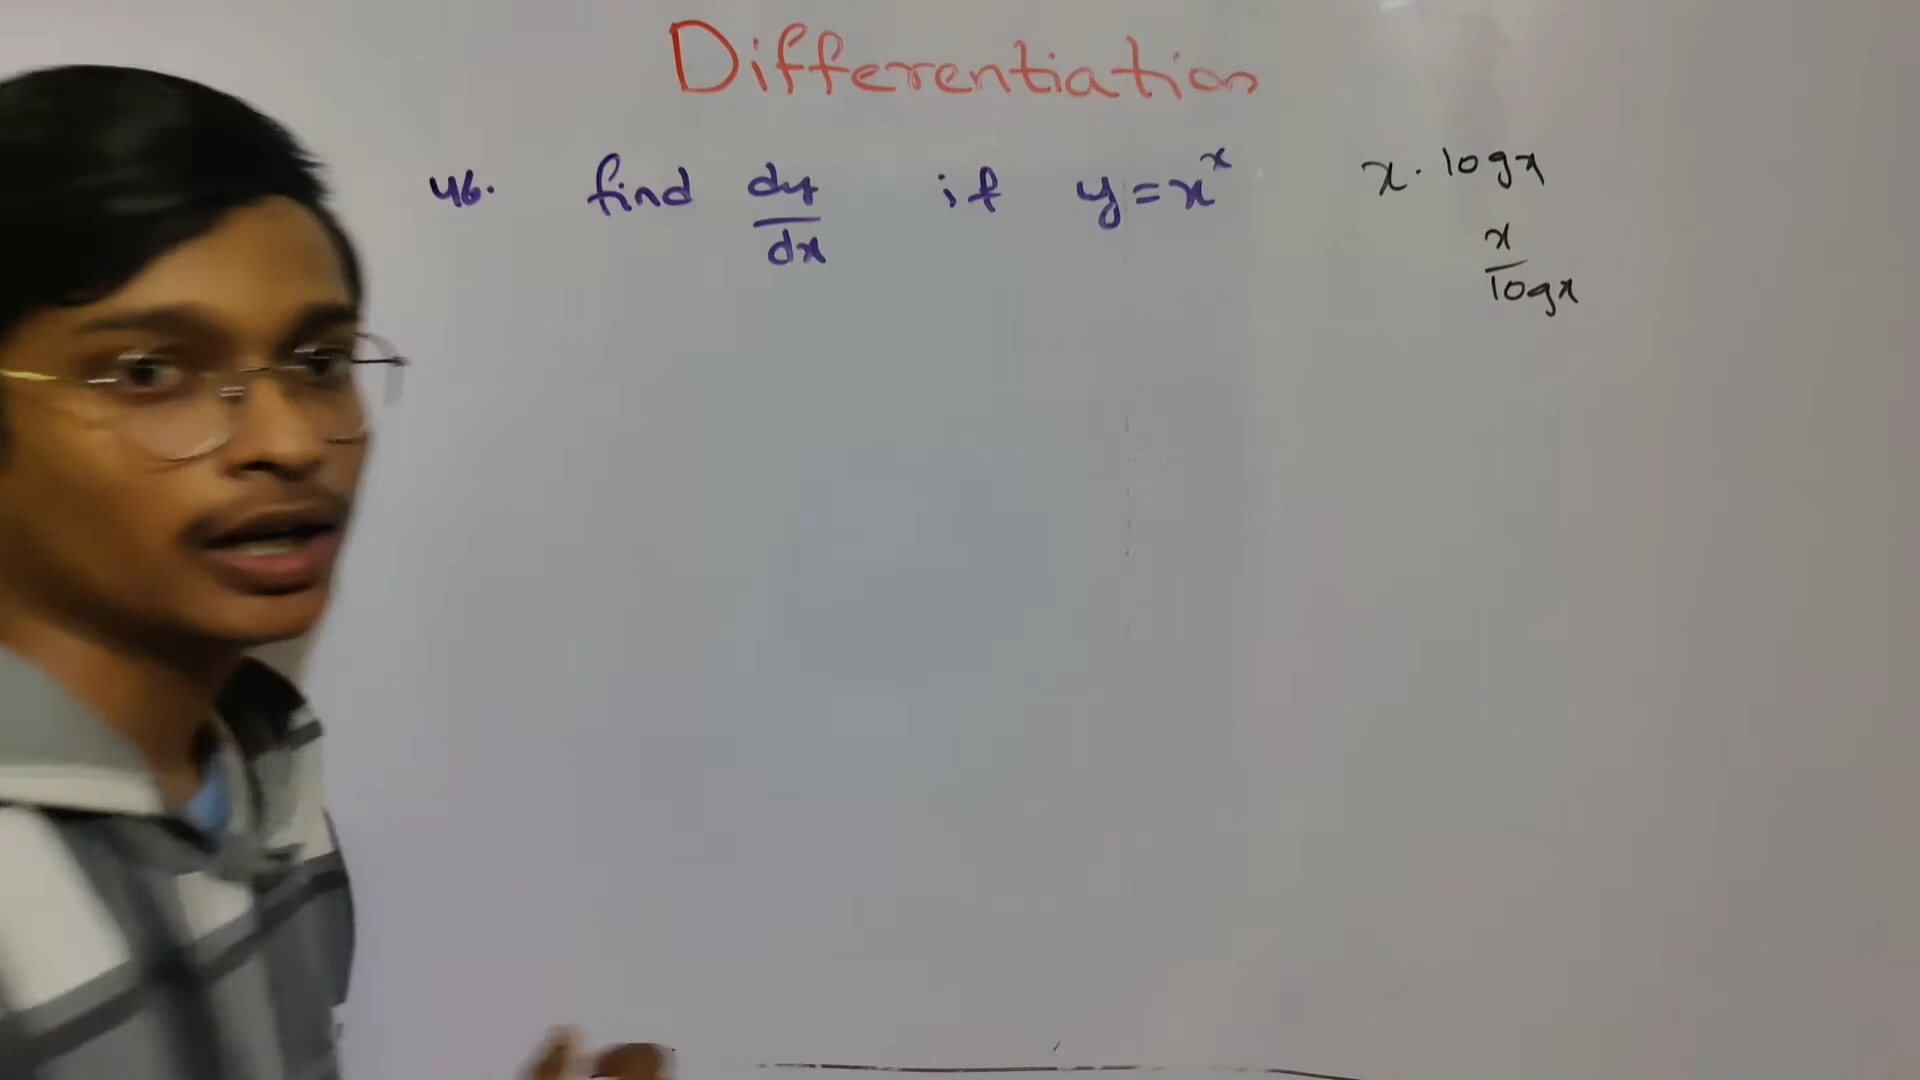 Differentiation
46. find dy/dx if y = x^x
x . log x
x/log x